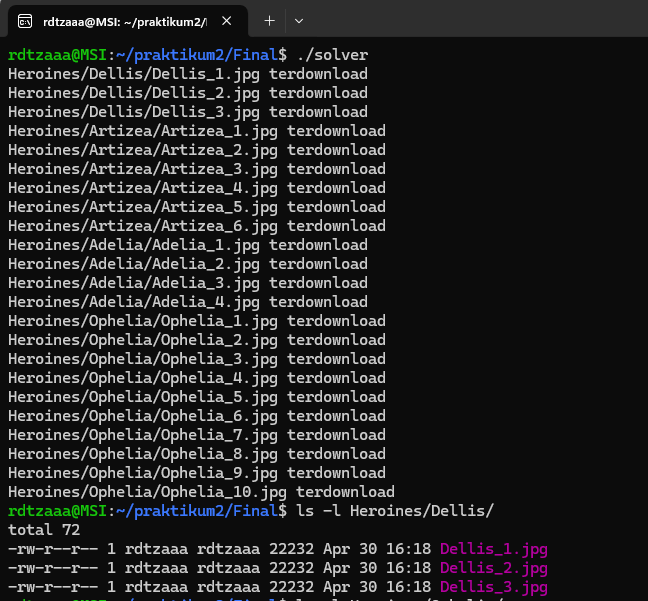 rdtzaaa@MSI: ~/praktikum2/
rdtzaaa@MSI:~/praktikum2/Final$ ./solver
Heroines/Dellis/Dellis_1.jpg terdownload
Heroines/Dellis/Dellis_2.jpg terdownload
Heroines/Dellis/Dellis_3.jpg terdownload
Heroines/Artizea/Artizea_1.jpg terdownload
Heroines/Artizea/Artizea_2.jpg terdownload
Heroines/Artizea/Artizea_3.jpg terdownload
Heroines/Artizea/Artizea_4.jpg terdownload
Heroines/Artizea/Artizea_5.jpg terdownload
Heroines/Artizea/Artizea_6.jpg terdownload
Heroines/Adelia/Adelia_1.jpg terdownload
Heroines/Adelia/Adelia_2.jpg terdownload
Heroines/Adelia/Adelia_3.jpg terdownload
Heroines/Adelia/Adelia_4.jpg terdownload
Heroines/Ophelia/Ophelia_1.jpg terdownload
Heroines/Ophelia/Ophelia_2.jpg terdownload
Heroines/Ophelia/Ophelia_3.jpg terdownload
Heroines/Ophelia/Ophelia_4.jpg terdownload
Heroines/Ophelia/Ophelia_5.jpg terdownload
Heroines/Ophelia/Ophelia_6.jpg terdownload
Heroines/Ophelia/Ophelia_7.jpg terdownload
Heroines/Ophelia/Ophelia_8.jpg terdownload
Heroines/Ophelia/Ophelia_9.jpg terdownload
Heroines/Ophelia/Ophelia_10.jpg terdownload
rdtzaaa@MSI:~/praktikum2/Final$ ls -l Heroines/Dellis/
total 72
-rw-r--r-- 1 rdtzaaa rdtzaaa 22232 Apr 30 16:18 Dellis_1.jpg
-rw-r--r-- 1 rdtzaaa rdtzaaa 22232 Apr 30 16:18 Dellis_2.jpg
-rw-r--r-- 1 rdtzaaa rdtzaaa 22232 Apr 30 16:18 Dellis_3.jpg